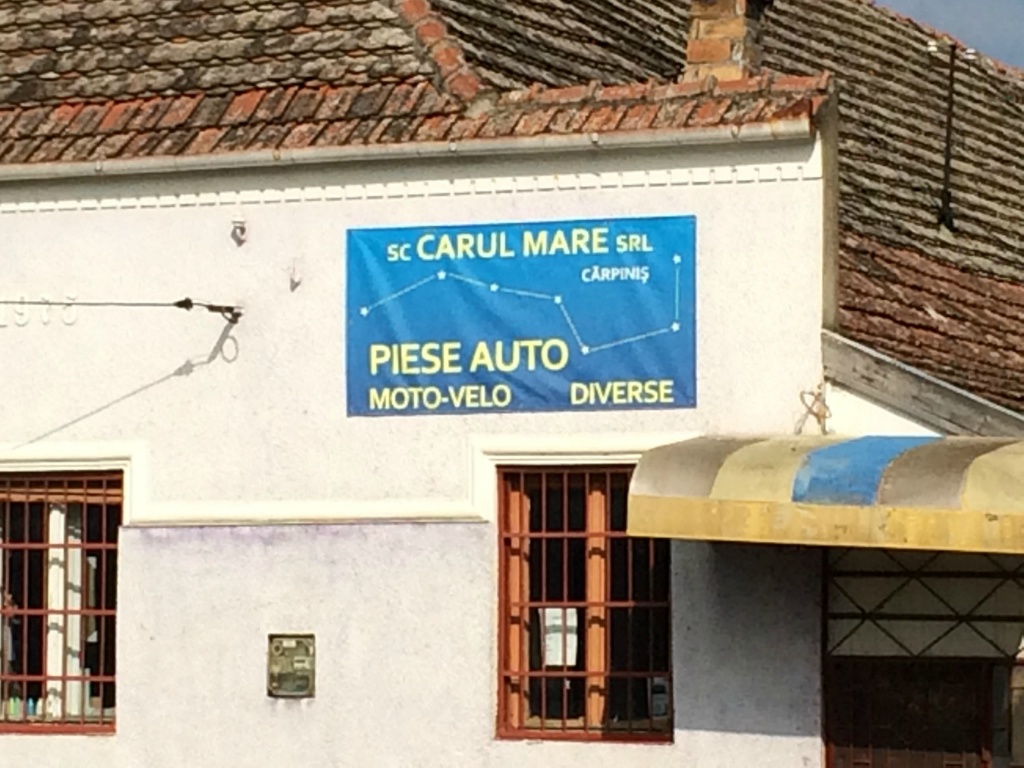 SC CARUL MARE SRL
CĂRPINIȘ
PIESE AUTO
MOTO-VELO DIVERSE